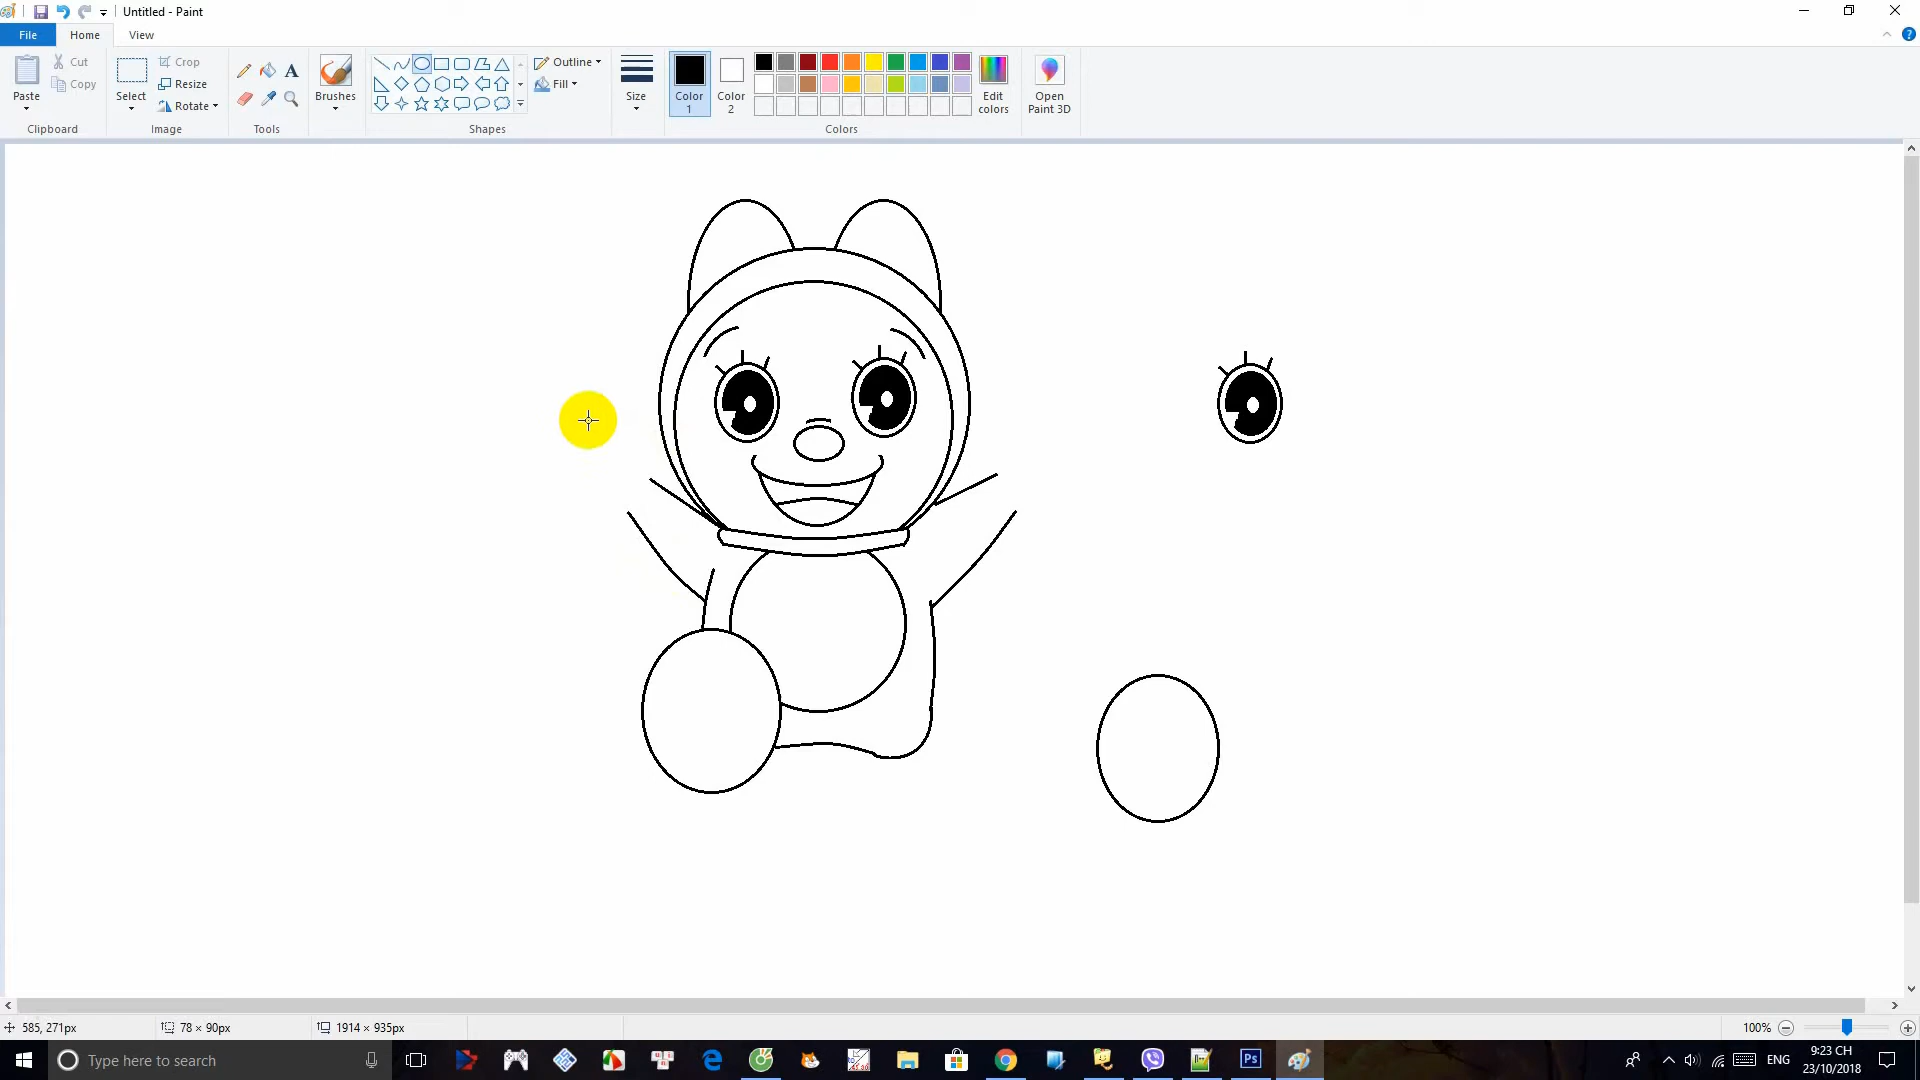 Untitled - Paint
File Home View
Cut Crop Outline
Copy Resize Fill
Paste Select Rotate Brushes Size Color 1 Color 2 Edit colors Open Paint 3D
Clipboard Image Tools Shapes Colors
585, 271px 78 × 90px 1914 × 935px 100%
Type here to search ENG 9:23 CH
23/10/2018